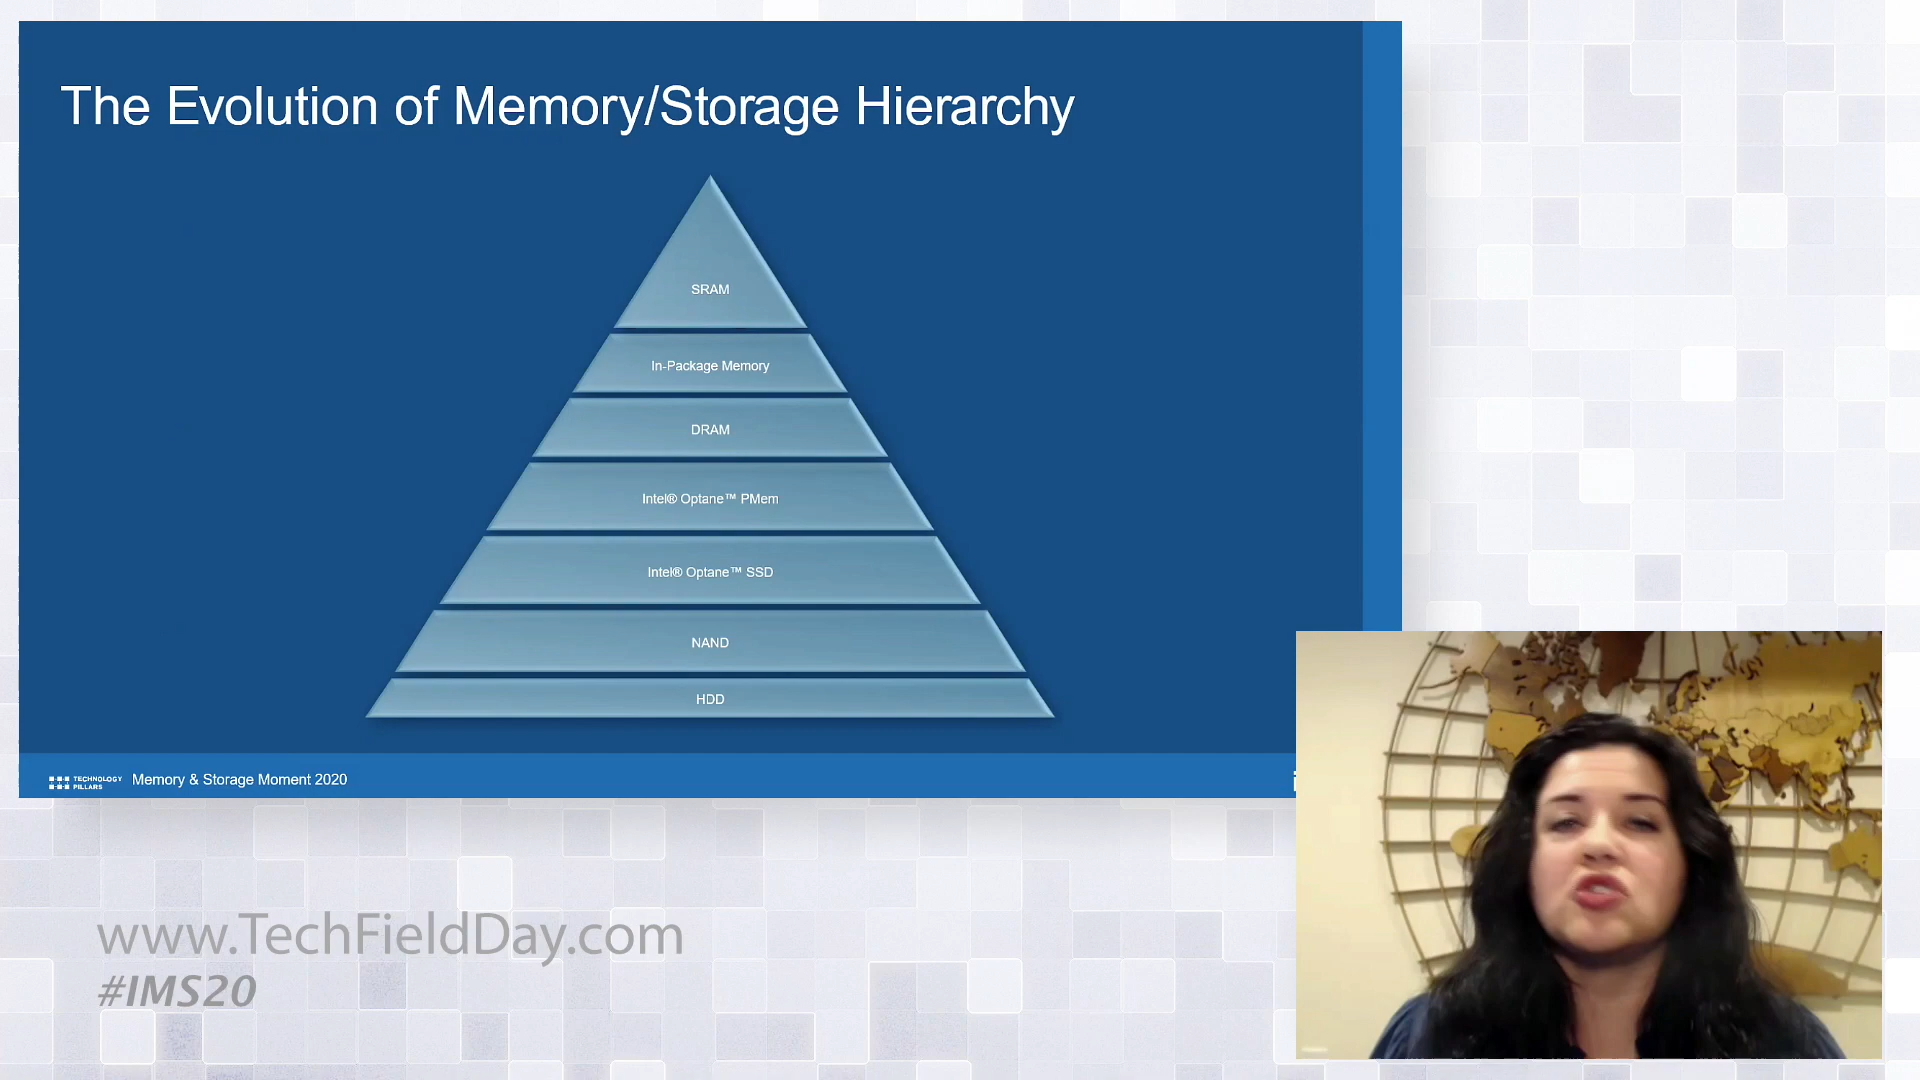 The Evolution of Memory/Storage Hierarchy
SRAM
In-Package Memory
DRAM
Intel® Optane™ PMem
Intel® Optane™ SSD
NAND
HDD
TECHNOLOGY
PILLARS
Memory & Storage Moment 2020
www.TechFieldDay.com
#IMS20